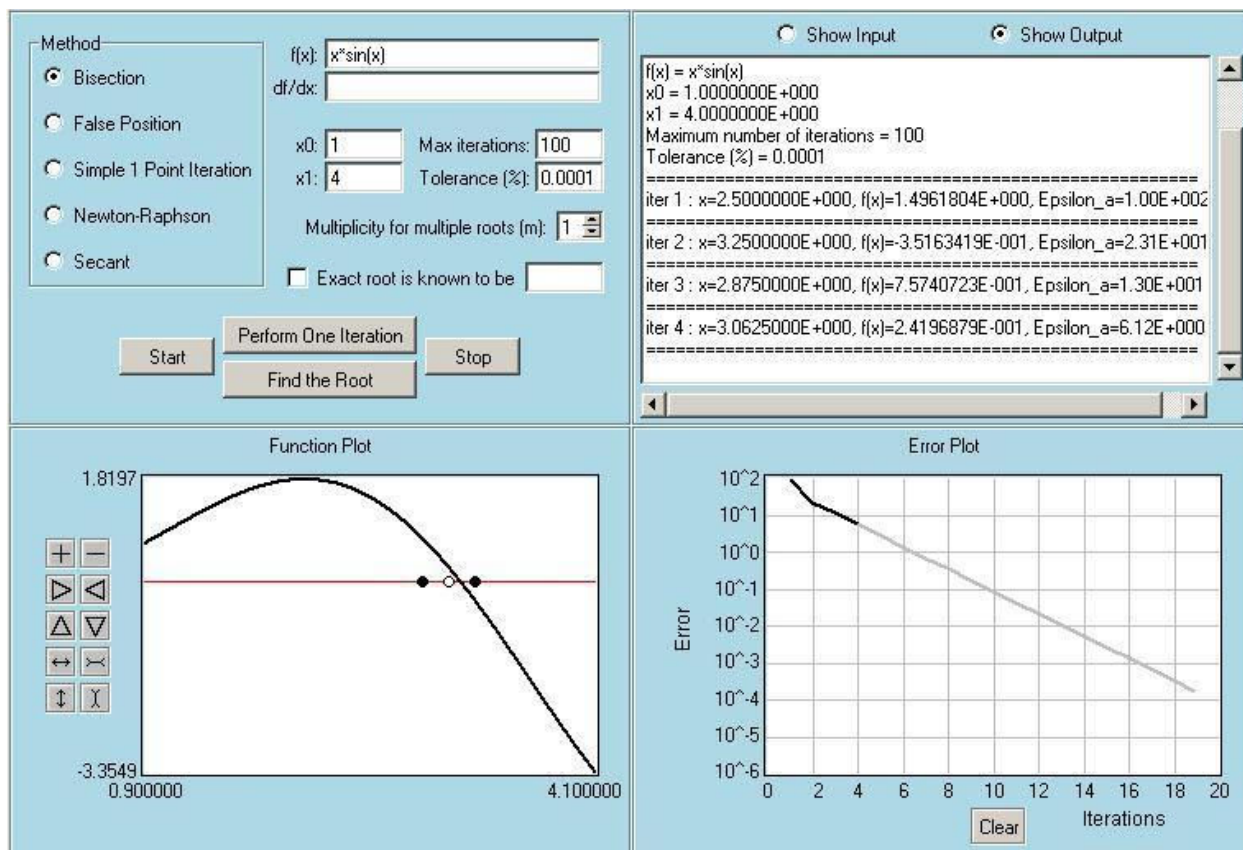 Method
Bisection
False Position
Simple 1 Point Iteration
Newton-Raphson
Secant
f(x): x*sin(x)
df/dx:
x0: 1 Max iterations: 100
x1: 4 Tolerance (%): 0.0001
Multiplicity for multiple roots (m): 1
Exact root is known to be
Start
Perform One Iteration
Find the Root
Stop
Show Input Show Output
f(x) = x*sin(x)
x0 = 1.0000000E+000
x1 = 4.0000000E+000
Maximum number of iterations = 100
Tolerance (%) = 0.0001
====================================================
iter 1 : x=2.5000000E+000, f(x)=1.4961804E+000, Epsilon_a=1.00E+002
====================================================
iter 2 : x=3.2500000E+000, f(x)=-3.5163419E-001, Epsilon_a=2.31E+001
====================================================
iter 3 : x=2.8750000E+000, f(x)=7.5740723E-001, Epsilon_a=1.30E+001
====================================================
iter 4 : x=3.0625000E+000, f(x)=2.4196879E-001, Epsilon_a=6.12E+000
====================================================
Function Plot
1.8197
-3.3549
0.900000 4.100000
Error Plot
10^2
10^1
10^0
10^-1
10^-2
10^-3
10^-4
10^-5
10^-6
Error
0 2 4 6 8 10 12 14 16 18 20
Clear
Iterations